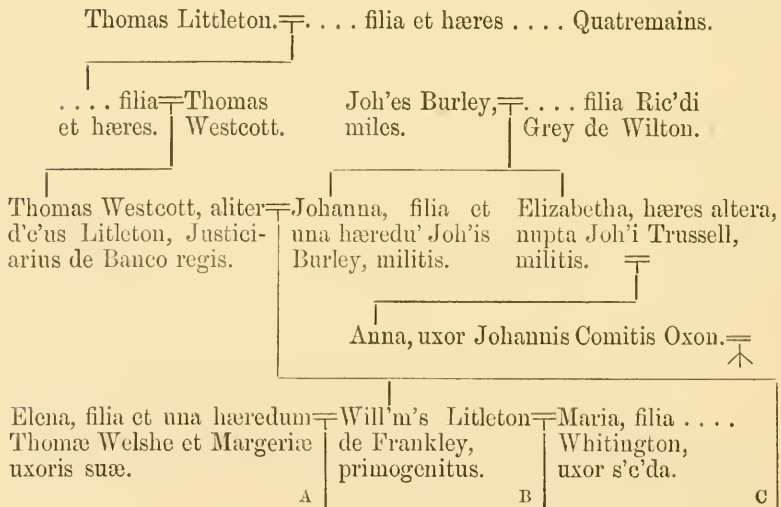 Thomas Littleton.=. . . . filia et hæres . . . . Quatremains.
. . . . filia=Thomas
et hæres. Westcott.
Joh'es Burley,=. . . . filia Ric'di
miles. Grey de Wilton.
Thomas Westcott, aliter=
d'c'us Litleton, Justici-
arius de Banco regis.
Johanna, filia et
una hæredu' Joh'is
Burley, militis.
Elizabetha, hæres altera,
nupta Joh'i Trussell,
militis. =
Anna, uxor Johannis Comitis Oxon.=
Elena, filia et una hæredum=
Thomæ Welshe et Margeriæ
uxoris suæ.
Will'm's Litleton=
de Frankley,
primogenitus.
Maria, filia . . . .
Whitington,
uxor s'c'da.
A B C